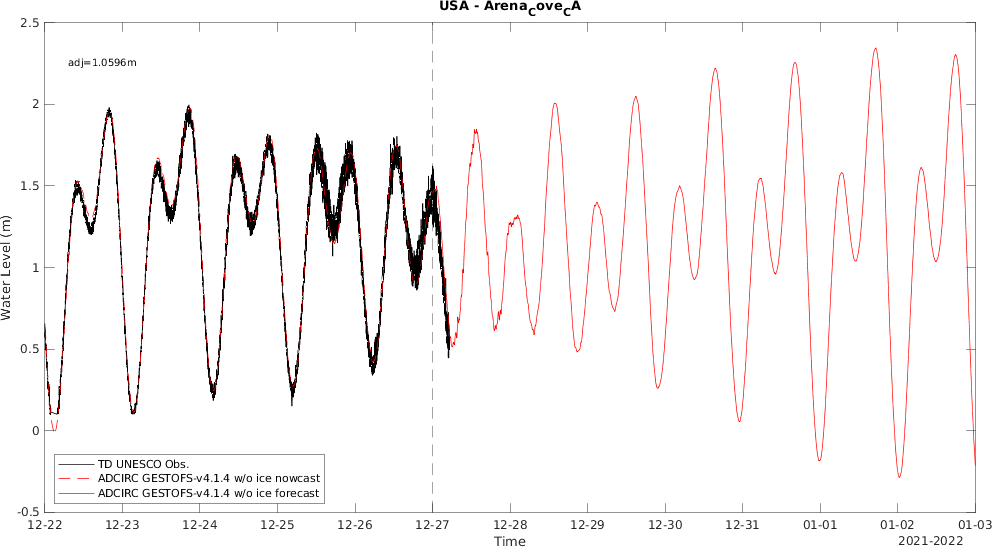 USA - Arena_Cove_CA
adj=1.0596m
2.5
2
1.5
1
0.5
0
-0.5
Water Level (m)
TD UNESCO Obs.
ADCIRC GESTOFS-v4.1.4 w/o ice nowcast
ADCIRC GESTOFS-v4.1.4 w/o ice forecast
12-22 12-23 12-24 12-25 12-26 12-27 12-28 12-29 12-30 12-31 01-01 01-02 01-03
Time
2021-2022